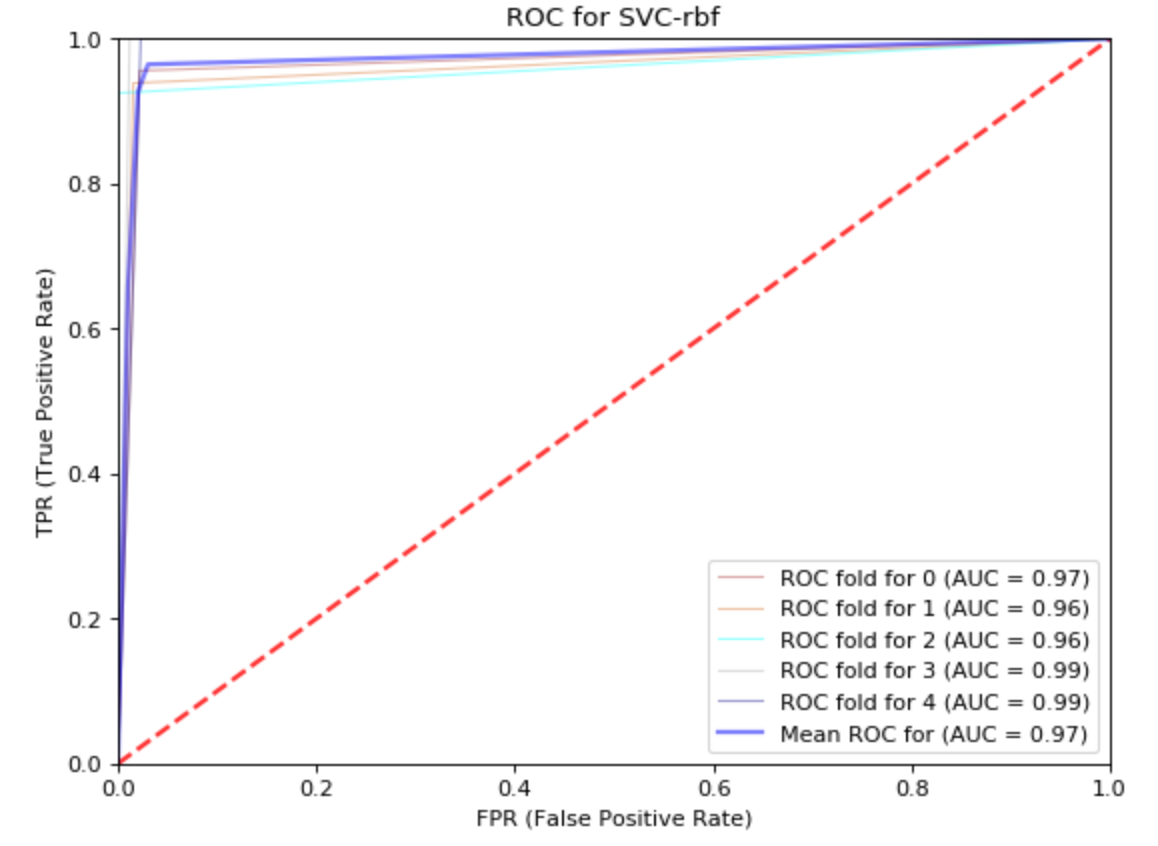 ROC for SVC-rbf
1.0
0.8
0.6
0.4
0.2
0.0
TPR (True Positive Rate)
ROC fold for 0 (AUC = 0.97)
ROC fold for 1 (AUC = 0.96)
ROC fold for 2 (AUC = 0.96)
ROC fold for 3 (AUC = 0.99)
ROC fold for 4 (AUC = 0.99)
Mean ROC for (AUC = 0.97)
0.0 0.2 0.4 0.6 0.8 1.0
FPR (False Positive Rate)